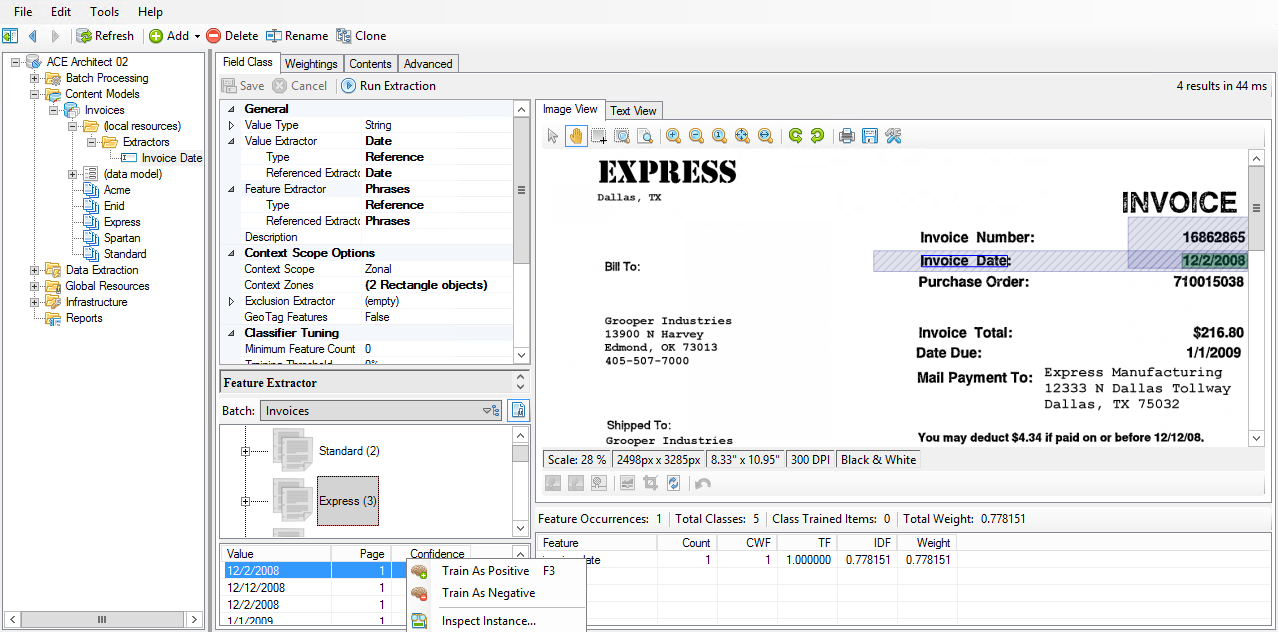 File Edit Tools Help
Refresh Add Delete Rename Clone
ACE Architect 02
Batch Processing
Content Models
Invoices
(local resources)
Extractors
Invoice Date
(data model)
Acme
Enid
Express
Spartan
Standard
Data Extraction
Global Resources
Infrastructure
Reports
Field Class Weightings Contents Advanced
Save Cancel Run Extraction 4 results in 44 ms
General
Value Type String
Value Extractor Date
Type Reference
Referenced Extractc Date
Feature Extractor Phrases
Type Reference
Referenced Extractc Phrases
Description
Context Scope Options
Context Scope Zonal
Context Zones (2 Rectangle objects)
Exclusion Extractor (empty)
GeoTag Features False
Classifier Tuning
Minimum Feature Count 0
Training Threshold 0%
Feature Extractor
Batch: Invoices
Standard (2)
Express (3)
Value Page Confidence
12/2/2008 1
12/12/2008 1
12/2/2008 1
1/1/2009 1
Train As Positive F3
Train As Negative
Inspect Instance...
Image View Text View
EXPRESS
Dallas, TX
INVOICE
Invoice Number: 16862865
Invoice Date: 12/2/2008
Purchase Order: 710015038
Bill To:
Grooper Industries
13900 N Harvey
Edmond, OK 73013
405-507-7000
Invoice Total: $216.80
Date Due: 1/1/2009
Mail Payment To: Express Manufacturing
12333 N Dallas Tollway
Dallas, TX 75032
Shipped To:
Grooper Industries
You may deduct $4.34 if paid on or before 12/12/08.
Scale: 28 % 2498px x 3285px 8.33" x 10.95" 300 DPI Black & White
Feature Occurrences: 1 Total Classes: 5 Class Trained Items: 0 Total Weight: 0.778151
Feature Count CWF TF IDF Weight
date 1 1 1.000000 0.778151 0.778151